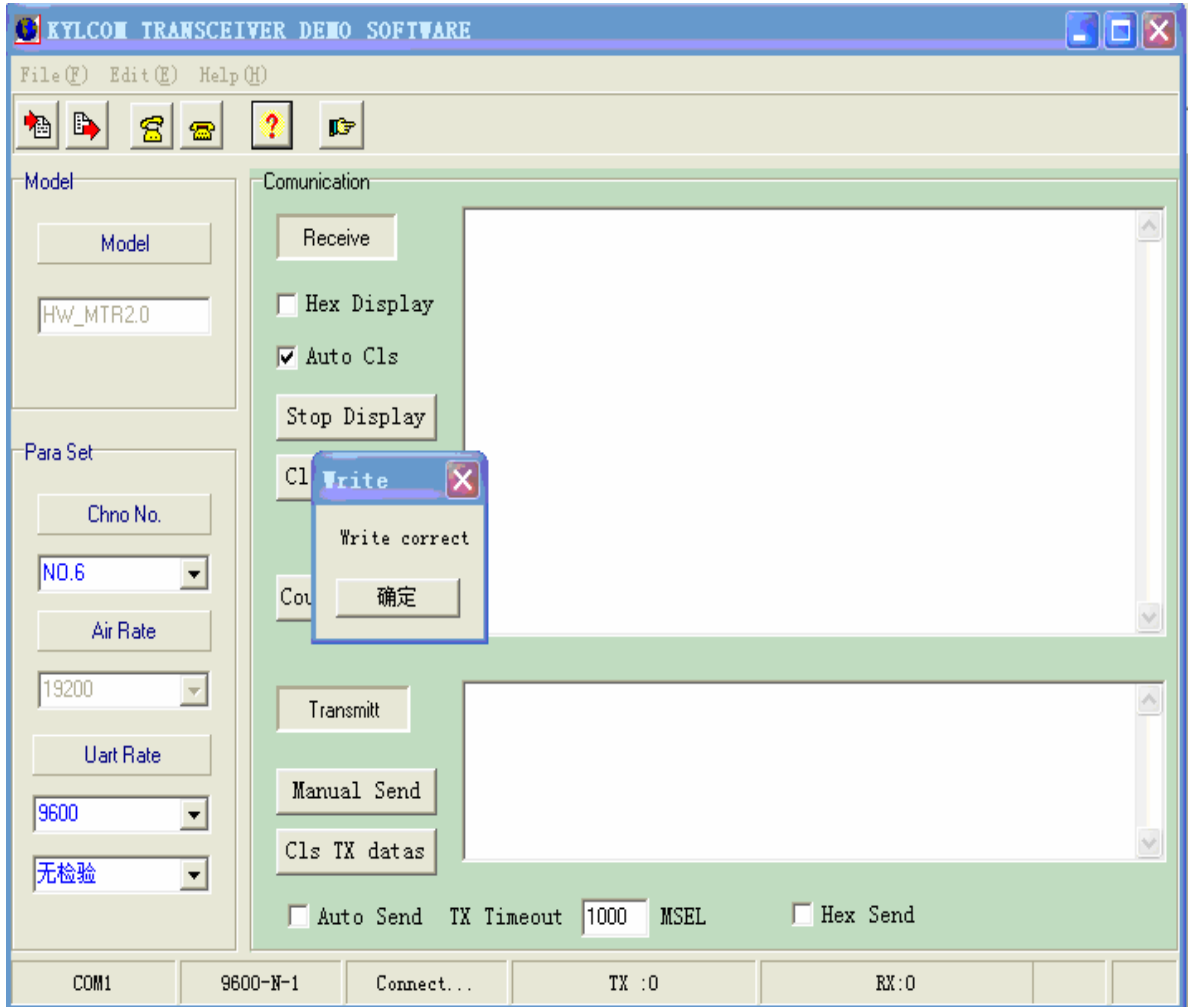 KYLCOM TRANSCEIVER DEMO SOFTWARE
File(F) Edit(E) Help(H)
Model
Model
HW_MTR2.0
Para Set
Chno No.
NO.6
Air Rate
19200
Uart Rate
9600
无检验
Comunication
Receive
Hex Display
Auto Cls
Stop Display
Cl
Write
Write correct
确定
Cou
Transmitt
Manual Send
Cls TX datas
Auto Send TX Timeout 1000 MSEL Hex Send
COM1 9600-N-1 Connect... TX :0 RX:0